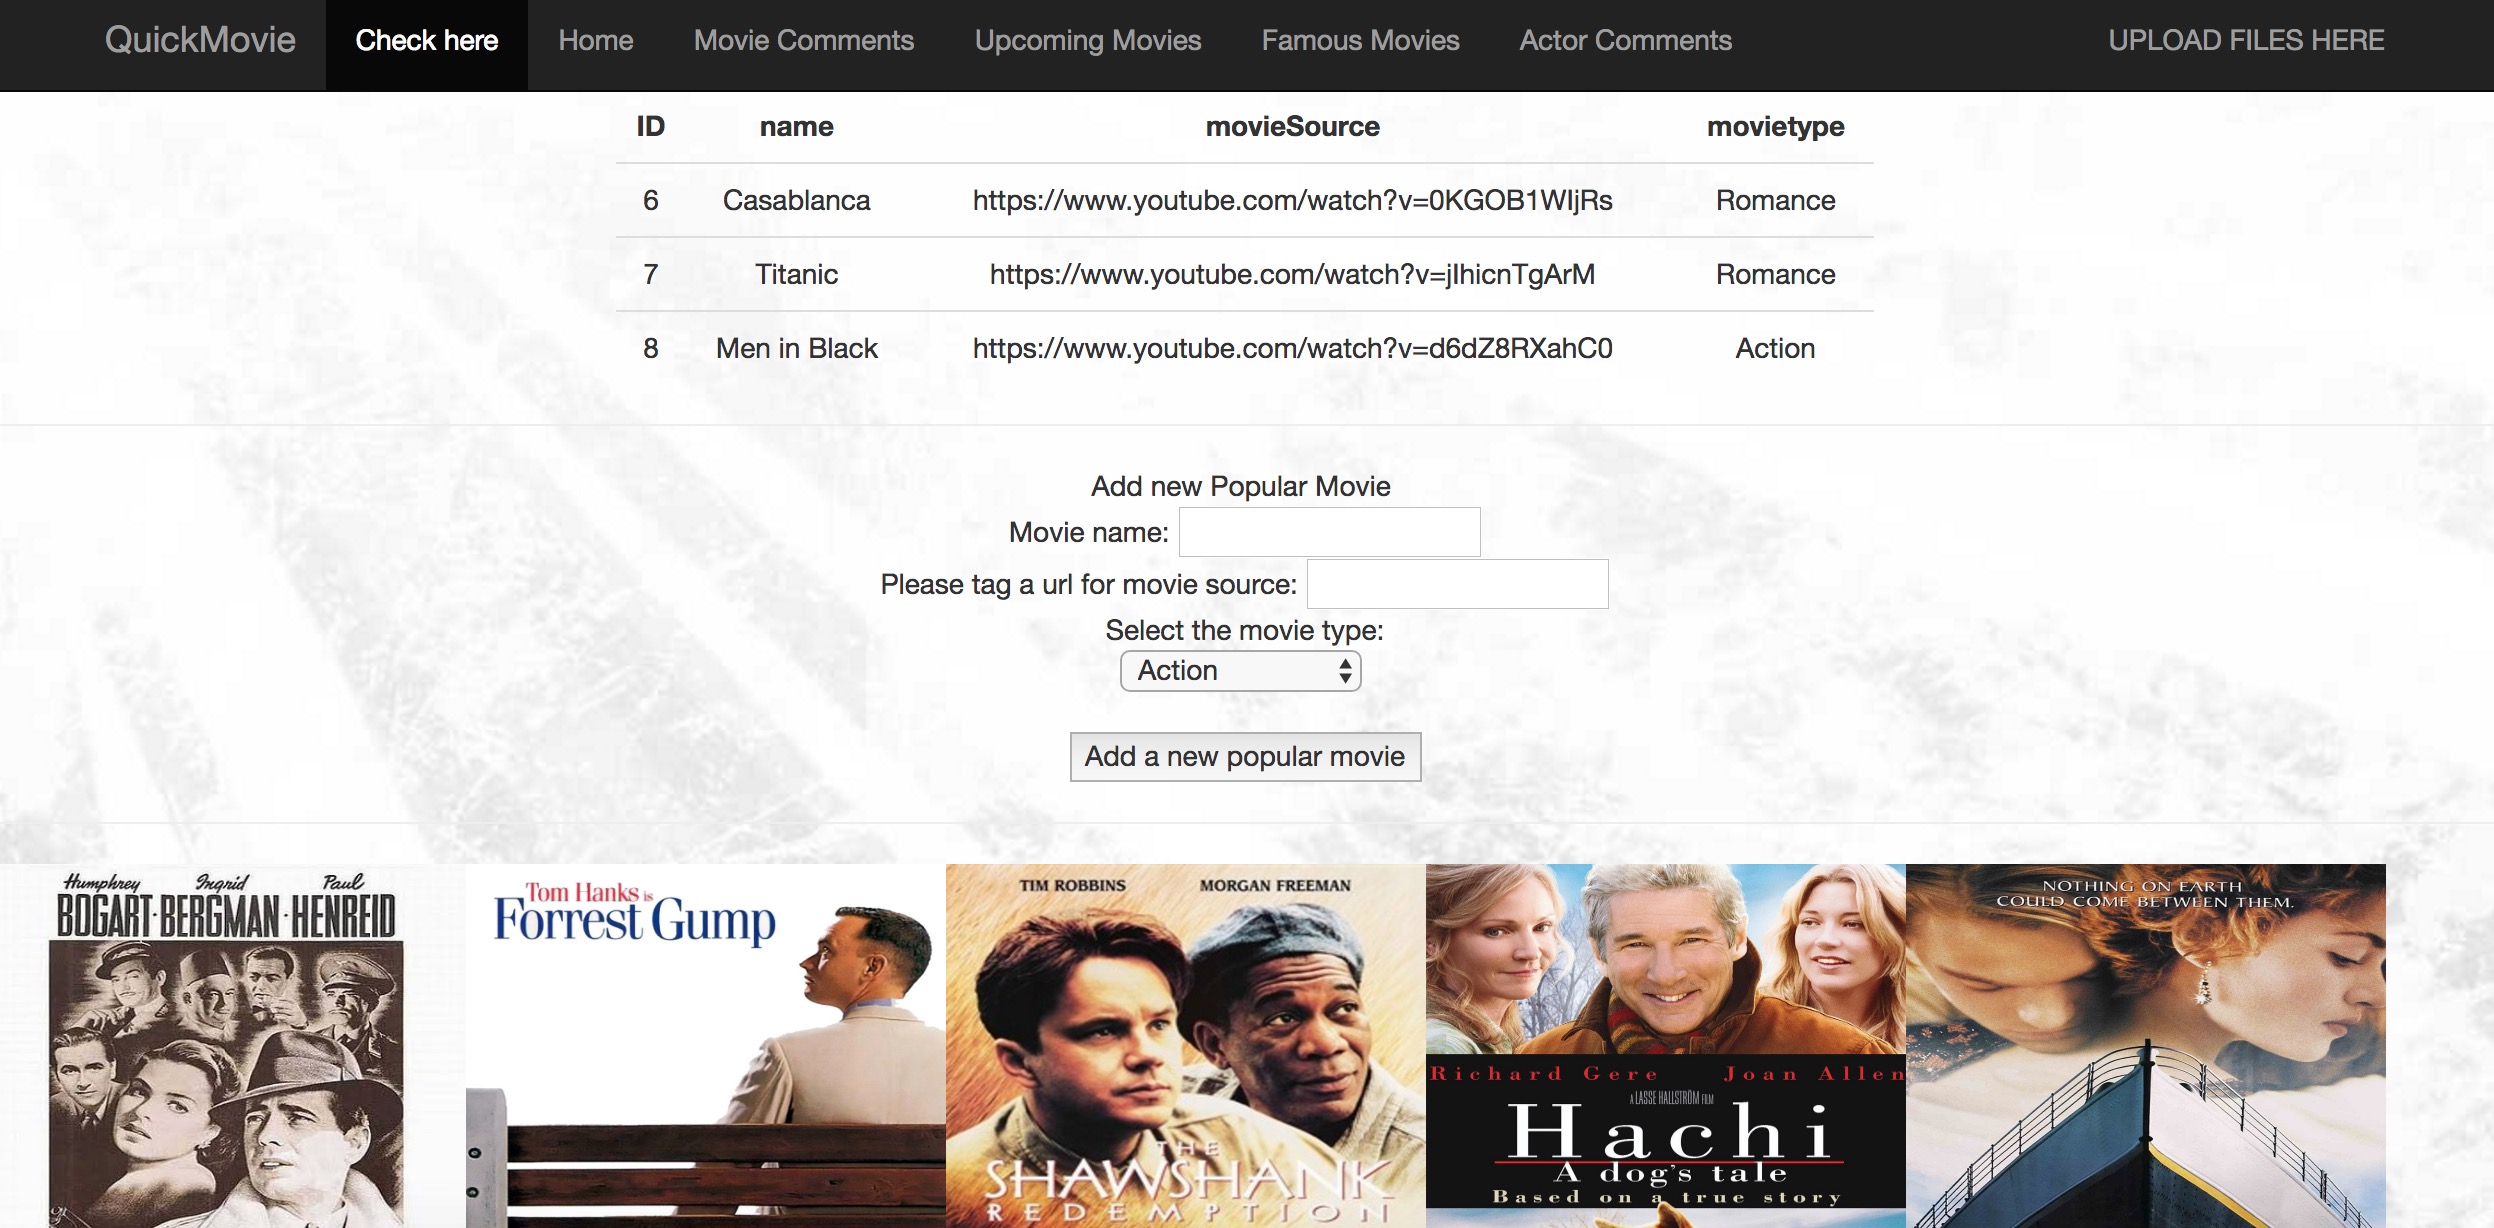 QuickMovie Check here Home Movie Comments Upcoming Movies Famous Movies Actor Comments UPLOAD FILES HERE
ID name movieSource movietype
6 Casablanca https://www.youtube.com/watch?v=0KGOB1WIjRs Romance
7 Titanic https://www.youtube.com/watch?v=jIhicnTgArM Romance
8 Men in Black https://www.youtube.com/watch?v=d6dZ8RXahC0 Action
Add new Popular Movie
Movie name:
Please tag a url for movie source:
Select the movie type:
Action
Add a new popular movie
Humphrey Ingrid Paul
BOGART · BERGMAN · HENREID
Tom Hanks is
Forrest Gump
TIM ROBBINS MORGAN FREEMAN
THE
SHAWSHANK
REDEMPTION
Richard Gere Joan Allen
A LASSE HALLSTRÖM FILM
Hachi
A dog's tale
Based on a true story
NOTHING ON EARTH
COULD COME BETWEEN THEM.